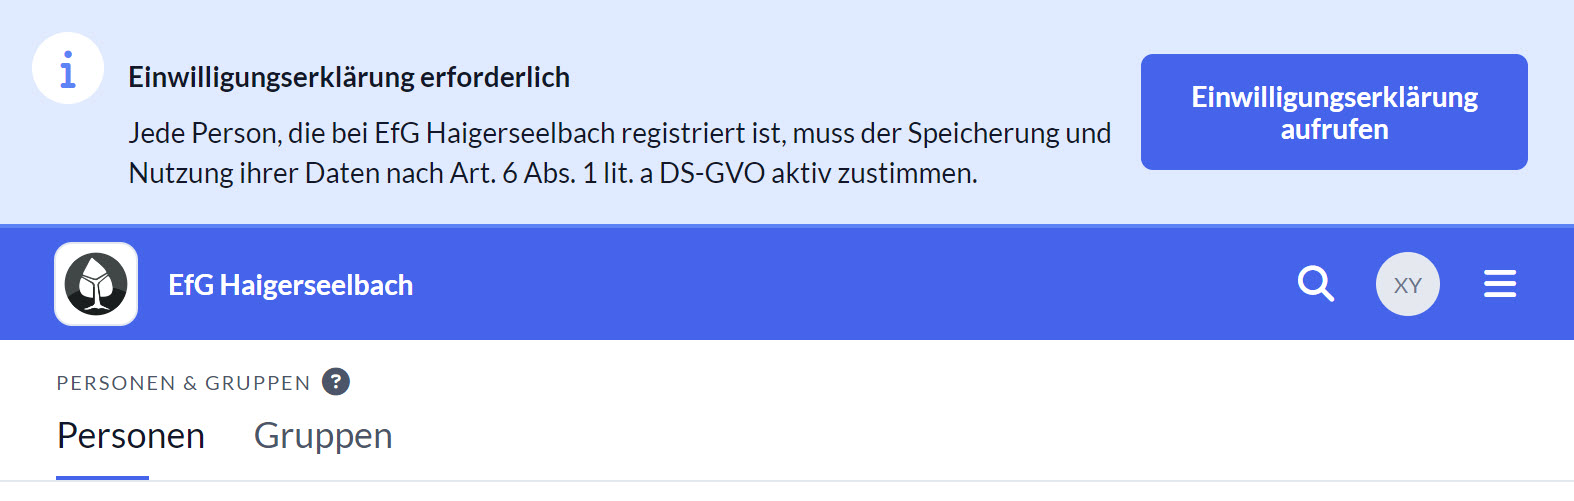 i
Einwilligungserklärung erforderlich
Jede Person, die bei EfG Haigerseelbach registriert ist, muss der Speicherung und
Nutzung ihrer Daten nach Art. 6 Abs. 1 lit. a DS-GVO aktiv zustimmen.
Einwilligungserklärung
aufrufen
EfG Haigerseelbach
XY
PERSONEN & GRUPPEN ?
Personen Gruppen